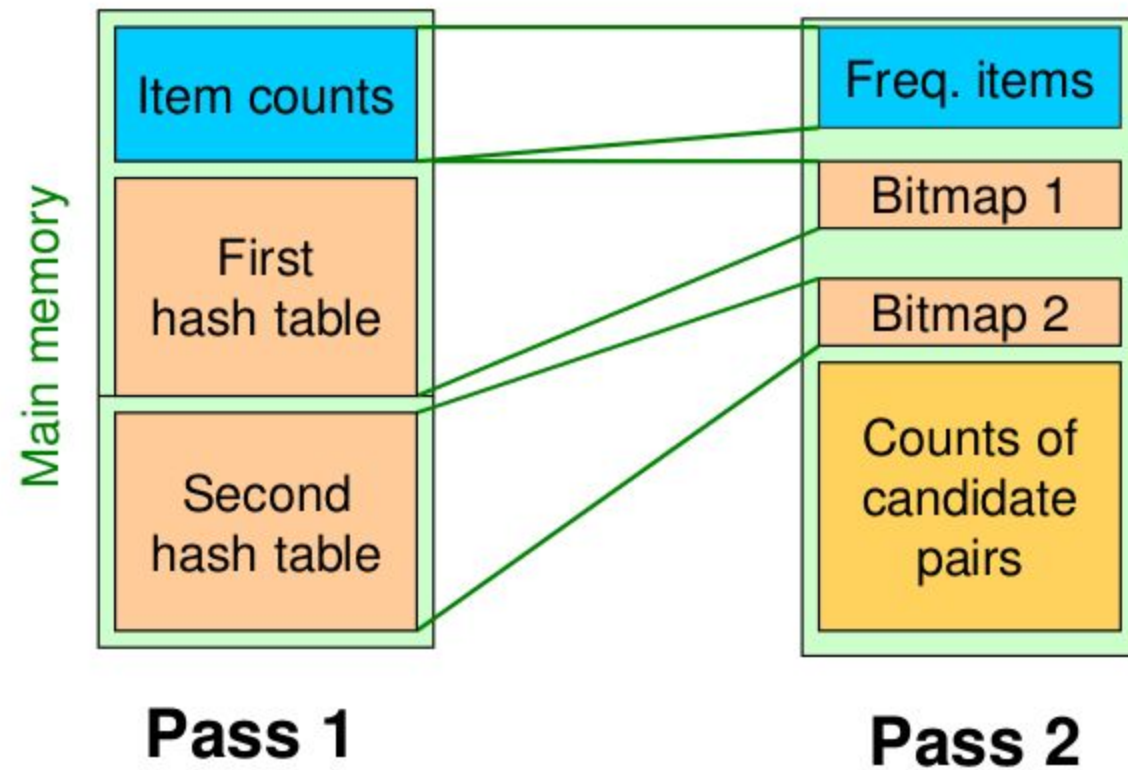 Main memory
Item counts
First
hash table
Second
hash table
Pass 1
Freq. items
Bitmap 1
Bitmap 2
Counts of
candidate
pairs
Pass 2